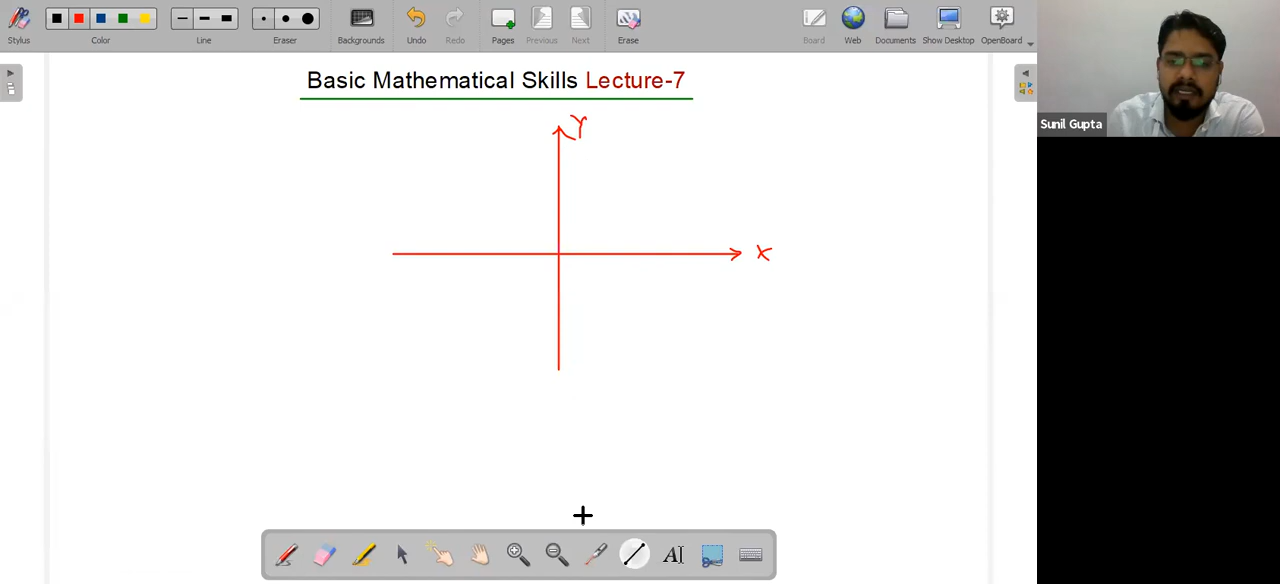 Stylus
Color
Line
Eraser
Backgrounds
Undo
Redo
Pages
Previous
Next
Erase
Board
Web
Documents
Show Desktop
OpenBoard
Basic Mathematical Skills Lecture-7
Sunil Gupta
Y
X
AI